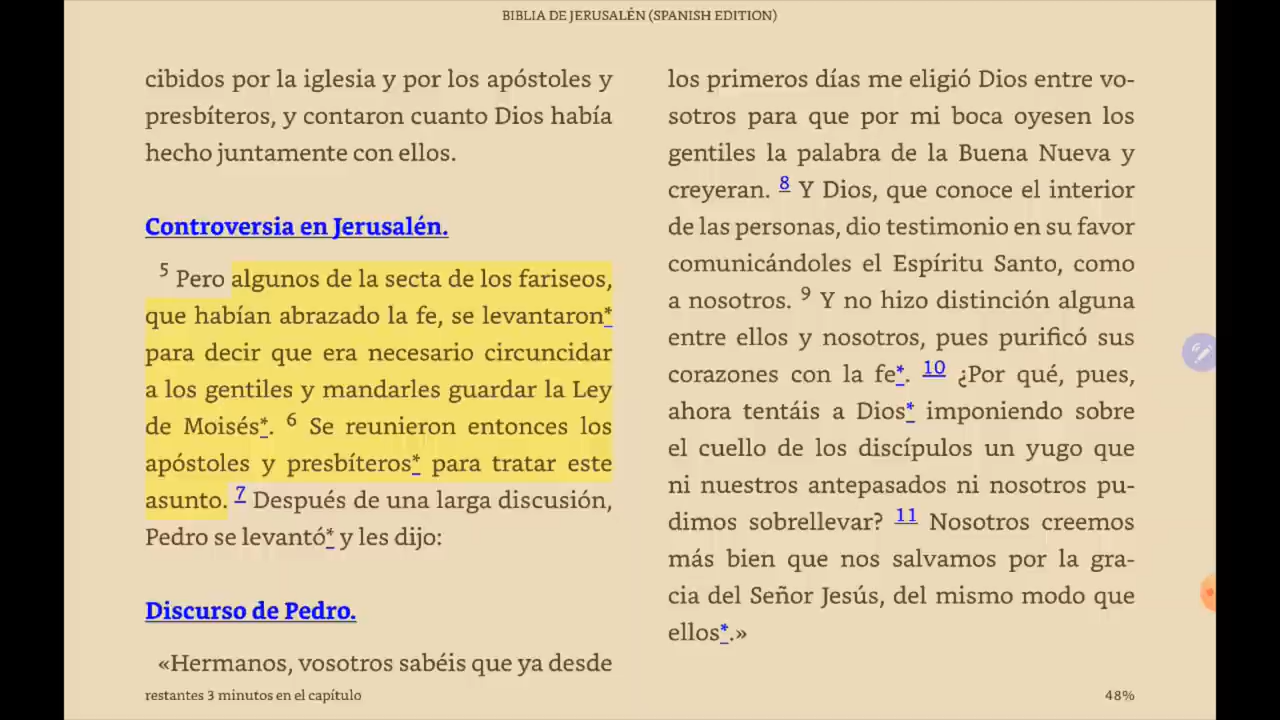 BIBLIA DE JERUSALÉN (SPANISH EDITION)
cibidos por la iglesia y por los apóstoles y
presbíteros, y contaron cuanto Dios había
hecho juntamente con ellos.
Controversia en Jerusalén.
5 Pero algunos de la secta de los fariseos,
que habían abrazado la fe, se levantaron*
para decir que era necesario circuncidar
a los gentiles y mandarles guardar la Ley
de Moisés*. 6 Se reunieron entonces los
apóstoles y presbíteros* para tratar este
asunto. 7 Después de una larga discusión,
Pedro se levantó* y les dijo:
Discurso de Pedro.
«Hermanos, vosotros sabéis que ya desde
los primeros días me eligió Dios entre vo-
sotros para que por mi boca oyesen los
gentiles la palabra de la Buena Nueva y
creyeran. 8 Y Dios, que conoce el interior
de las personas, dio testimonio en su favor
comunicándoles el Espíritu Santo, como
a nosotros. 9 Y no hizo distinción alguna
entre ellos y nosotros, pues purificó sus
corazones con la fe*. 10 ¿Por qué, pues,
ahora tentáis a Dios* imponiendo sobre
el cuello de los discípulos un yugo que
ni nuestros antepasados ni nosotros pu-
dimos sobrellevar? 11 Nosotros creemos
más bien que nos salvamos por la gra-
cia del Señor Jesús, del mismo modo que
ellos*.»
restantes 3 minutos en el capítulo
48%